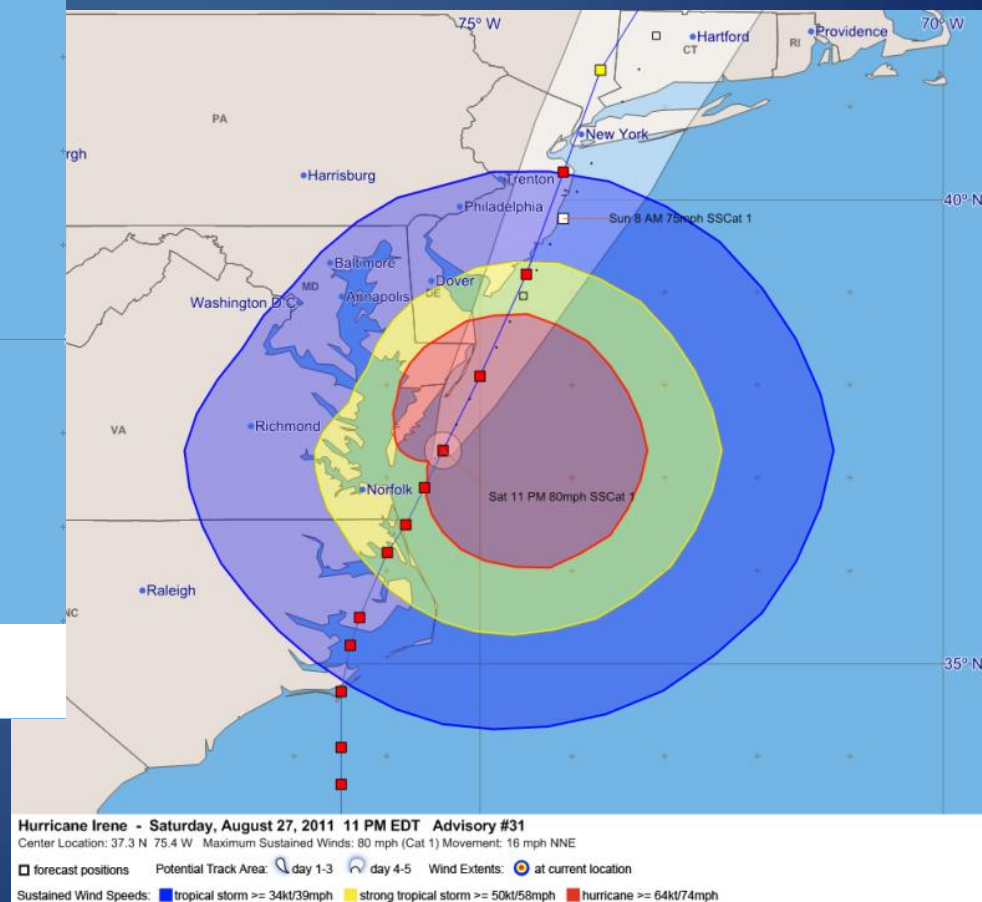 75° W
70° W
Hartford
Providence
CT
RI
PA
New York
rgh
Harrisburg
Trenton
Philadelphia
40° N
Sun 8 AM 75mph SSCat 1
Baltimore
MD
Dover
DE
Annapolis
Washington D C
Richmond
VA
Norfolk
Sat 11 PM 80mph SSCat 1
Raleigh
NC
35° N
Hurricane Irene - Saturday, August 27, 2011 11 PM EDT Advisory #31
Center Location: 37.3 N 75.4 W Maximum Sustained Winds: 80 mph (Cat 1) Movement: 16 mph NNE
forecast positions Potential Track Area: day 1-3 day 4-5 Wind Extents: at current location
Sustained Wind Speeds: tropical storm >= 34kt/39mph strong tropical storm >= 50kt/58mph hurricane >= 64kt/74mph